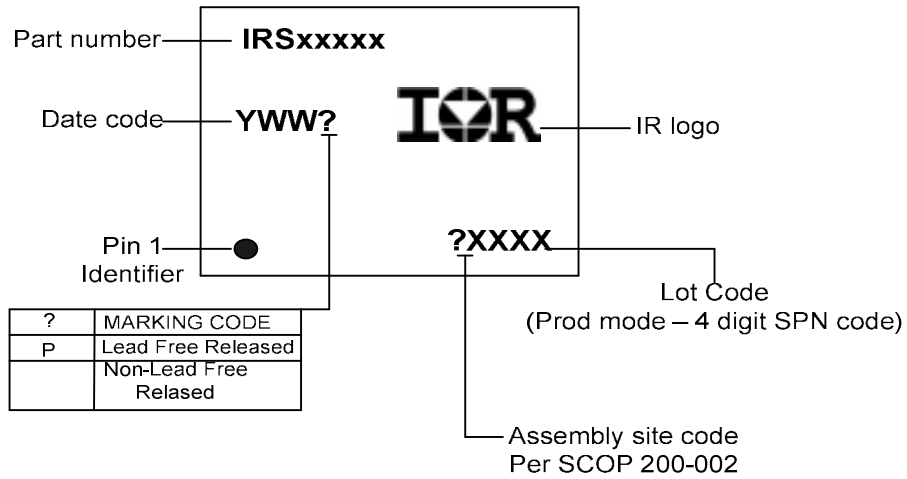 Part number
IRSxxxxx
Date code
YWW?
IOR
IR logo
Pin 1
Identifier
?XXXX
Lot Code
(Prod mode – 4 digit SPN code)
? MARKING CODE
P Lead Free Released
Non-Lead Free
Relased
Assembly site code
Per SCOP 200-002